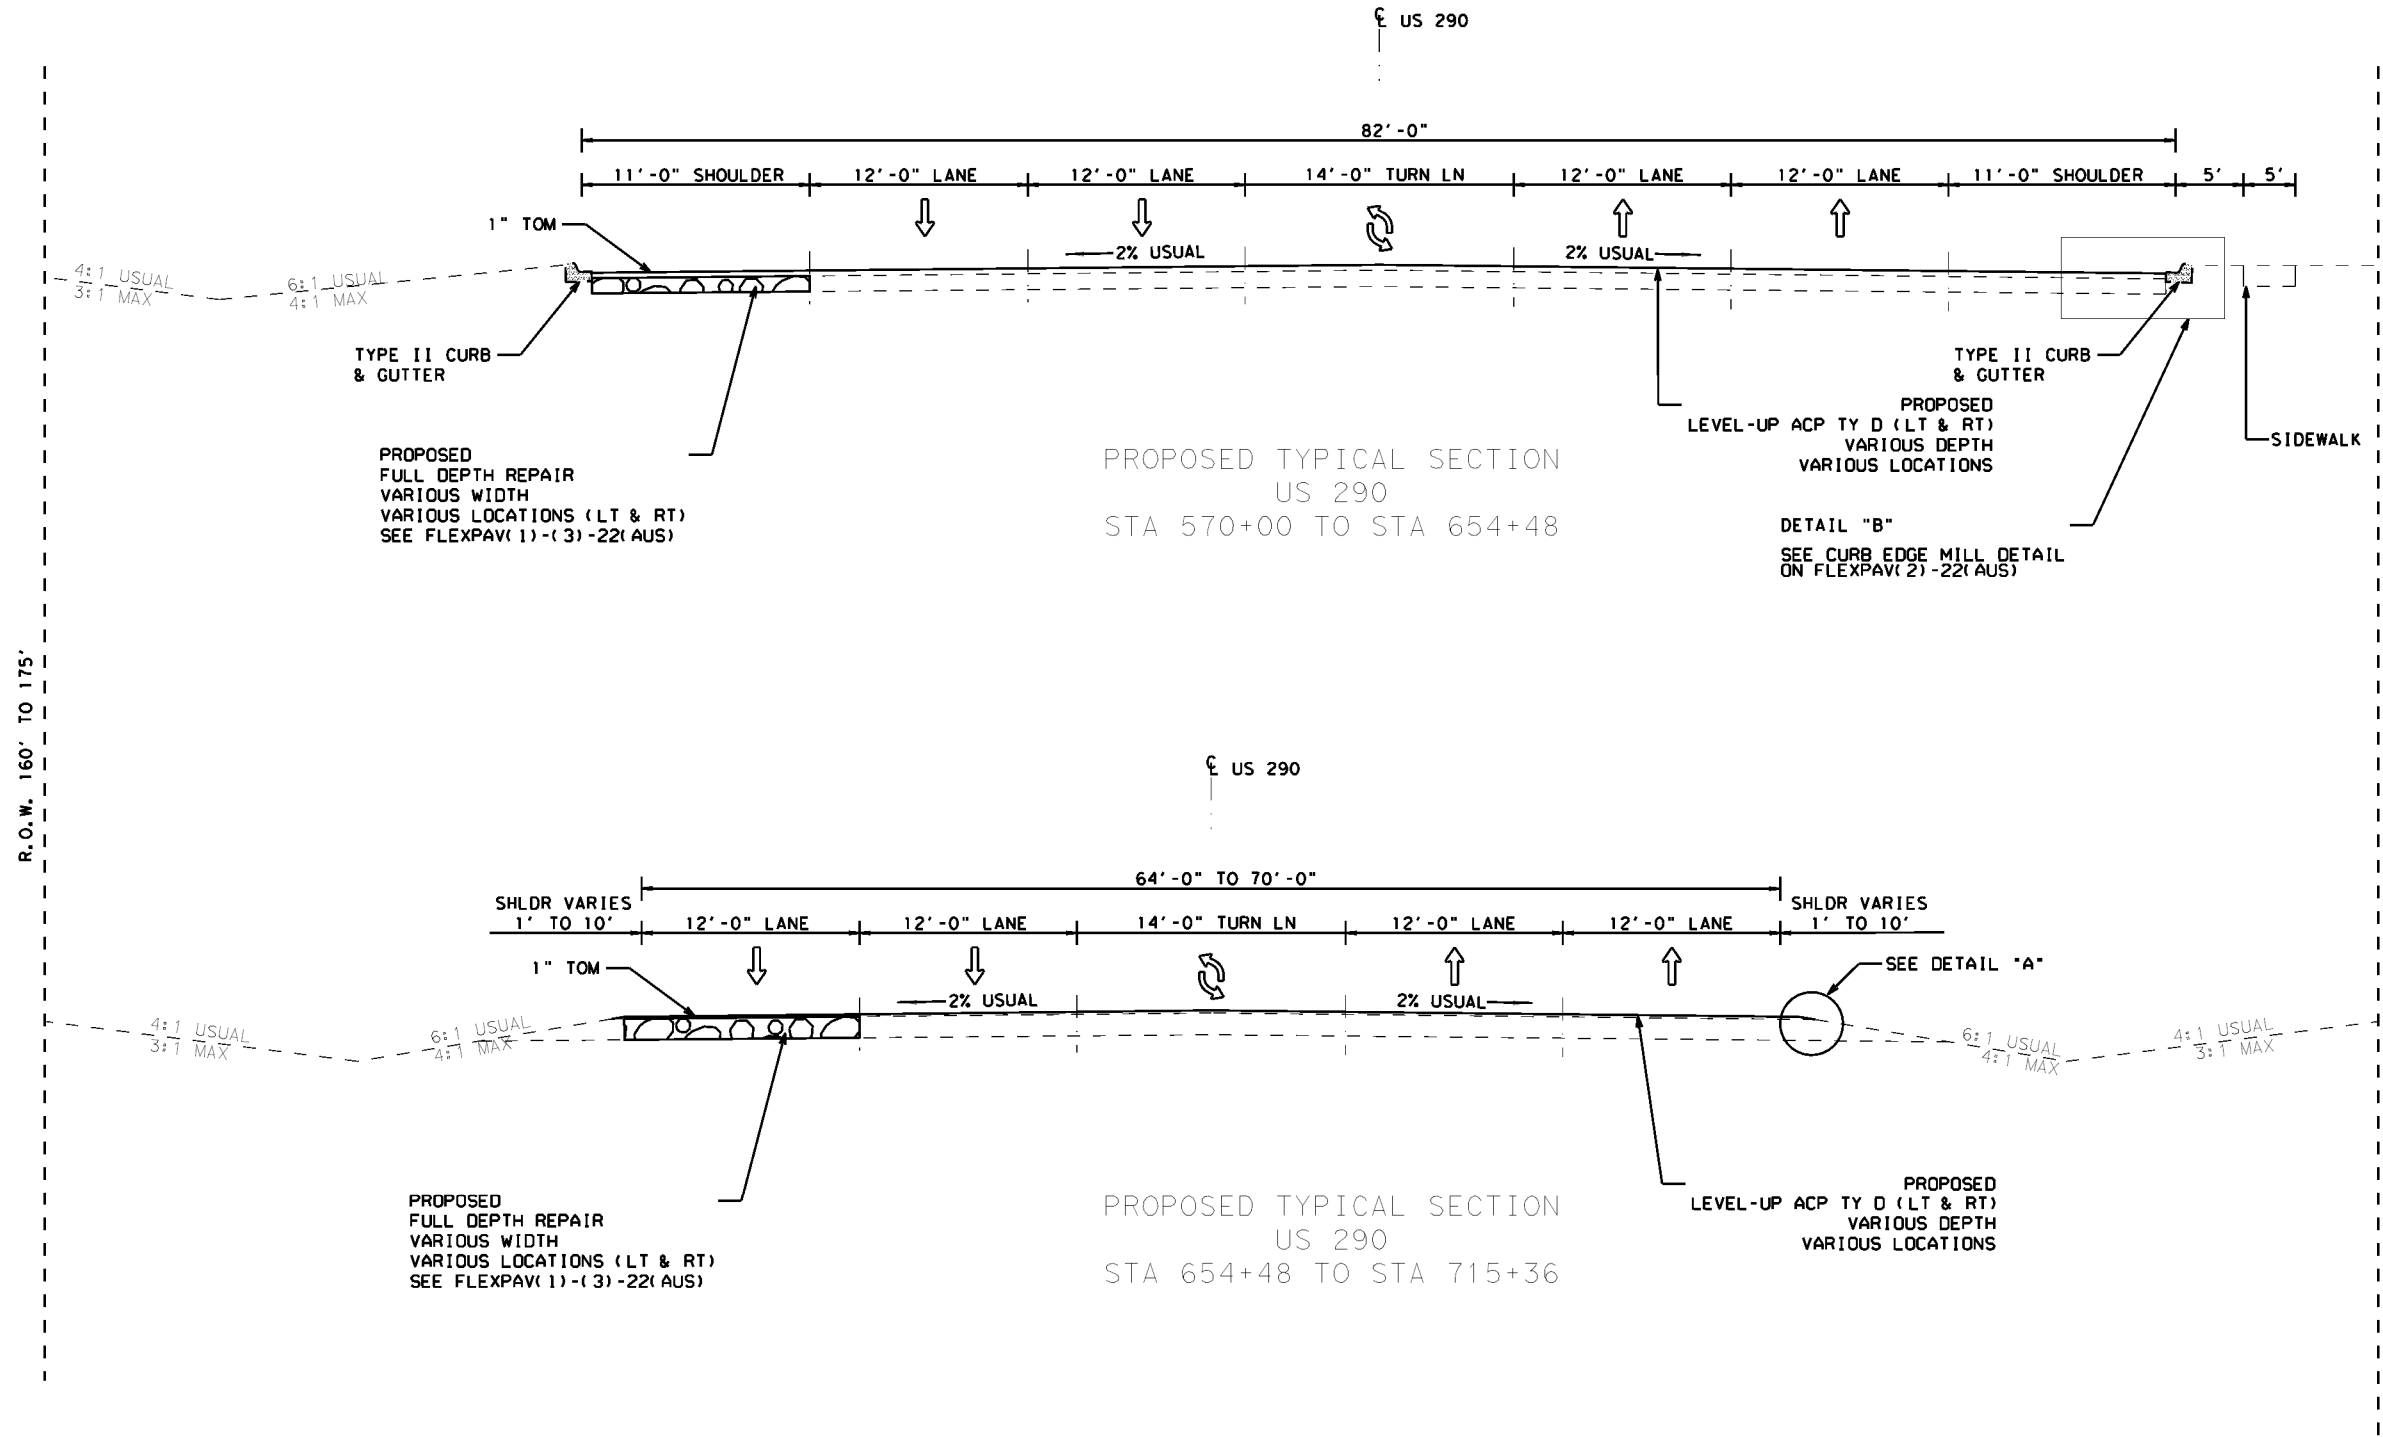 ℄ US 290
82'-0"
11'-0" SHOULDER 12'-0" LANE 12'-0" LANE 14'-0" TURN LN 12'-0" LANE 12'-0" LANE 11'-0" SHOULDER 5' 5'
1" TOM
2% USUAL 2% USUAL
4:1 USUAL
3:1 MAX
6:1 USUAL
4:1 MAX
TYPE II CURB
& GUTTER
TYPE II CURB
& GUTTER
PROPOSED
LEVEL-UP ACP TY D (LT & RT)
VARIOUS DEPTH
VARIOUS LOCATIONS
SIDEWALK
PROPOSED
FULL DEPTH REPAIR
VARIOUS WIDTH
VARIOUS LOCATIONS (LT & RT)
SEE FLEXPAV(1)-(3)-22(AUS)
PROPOSED TYPICAL SECTION
US 290
STA 570+00 TO STA 654+48
DETAIL "B"
SEE CURB EDGE MILL DETAIL
ON FLEXPAV(2)-22(AUS)
R.O.W. 160' TO 175'
℄ US 290
64'-0" TO 70'-0"
SHLDR VARIES
1' TO 10'
12'-0" LANE 12'-0" LANE 14'-0" TURN LN 12'-0" LANE 12'-0" LANE
SHLDR VARIES
1' TO 10'
1" TOM
SEE DETAIL "A"
2% USUAL 2% USUAL
4:1 USUAL
3:1 MAX
6:1 USUAL
4:1 MAX
6:1 USUAL
4:1 MAX
4:1 USUAL
3:1 MAX
PROPOSED
FULL DEPTH REPAIR
VARIOUS WIDTH
VARIOUS LOCATIONS (LT & RT)
SEE FLEXPAV(1)-(3)-22(AUS)
PROPOSED TYPICAL SECTION
US 290
STA 654+48 TO STA 715+36
PROPOSED
LEVEL-UP ACP TY D (LT & RT)
VARIOUS DEPTH
VARIOUS LOCATIONS